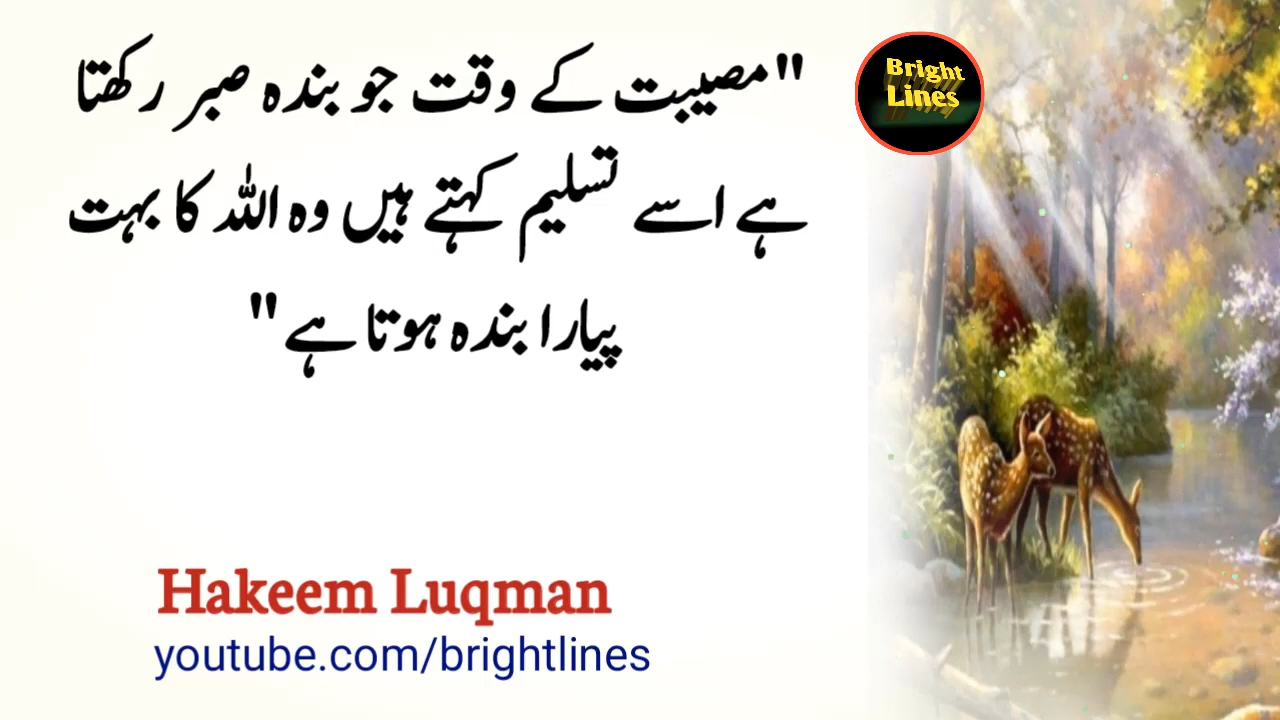 "مصیبت کے وقت جو بندہ صبر رکھتا
ہے اسے تسلیم کہتے ہیں وہ اللہ کا بہت
پیارا بندہ ہوتا ہے"
Bright
Lines
Hakeem Luqman
youtube.com/brightlines